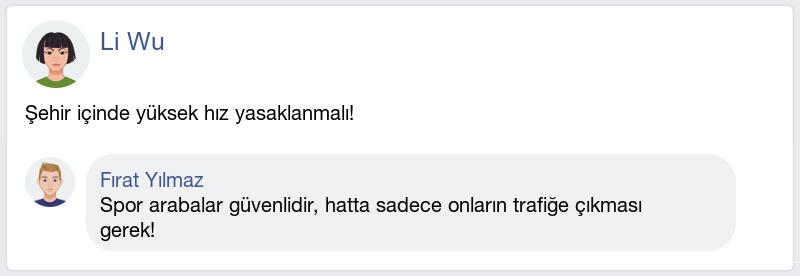 Li Wu
Şehir içinde yüksek hız yasaklanmalı!
Fırat Yılmaz
Spor arabalar güvenlidir, hatta sadece onların trafiğe çıkması
gerek!